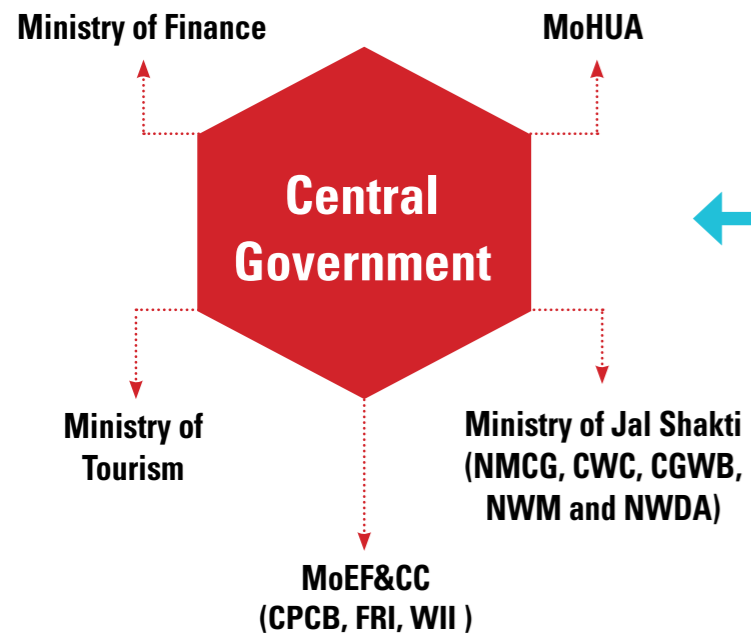 Ministry of Finance
MoHUA
Central
Government
Ministry of
Tourism
Ministry of Jal Shakti
(NMCG, CWC, CGWB,
NWM and NWDA)
MoEF&CC
(CPCB, FRI, WII )